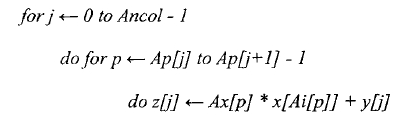 for j ← 0 to Ancol - 1
do for p ← Ap[j] to Ap[j+1] - 1
do z[j] ← Ax[p] * x[Ai[p]] + y[j]